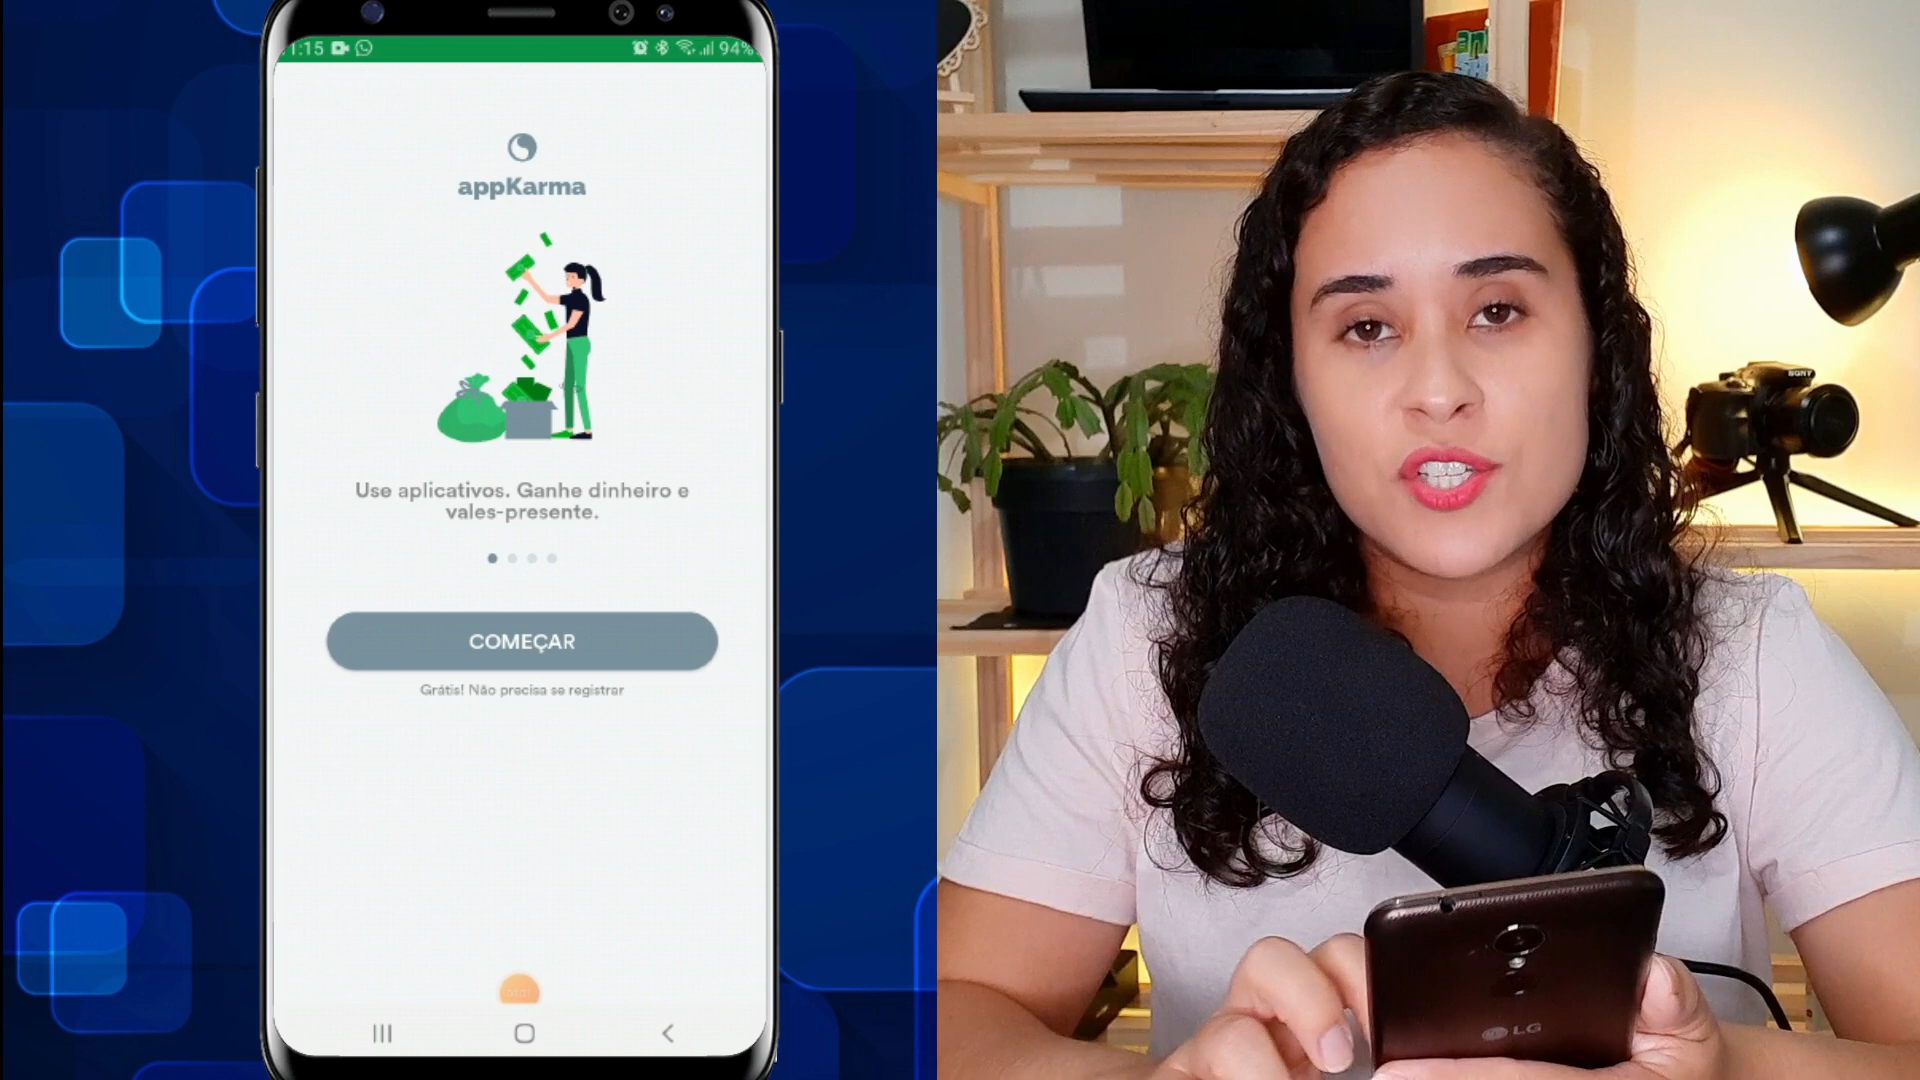 1:15
94%
appKarma
Use aplicativos. Ganhe dinheiro e
vales-presente.
COMEÇAR
Grátis! Não precisa se registrar
SONY
LG